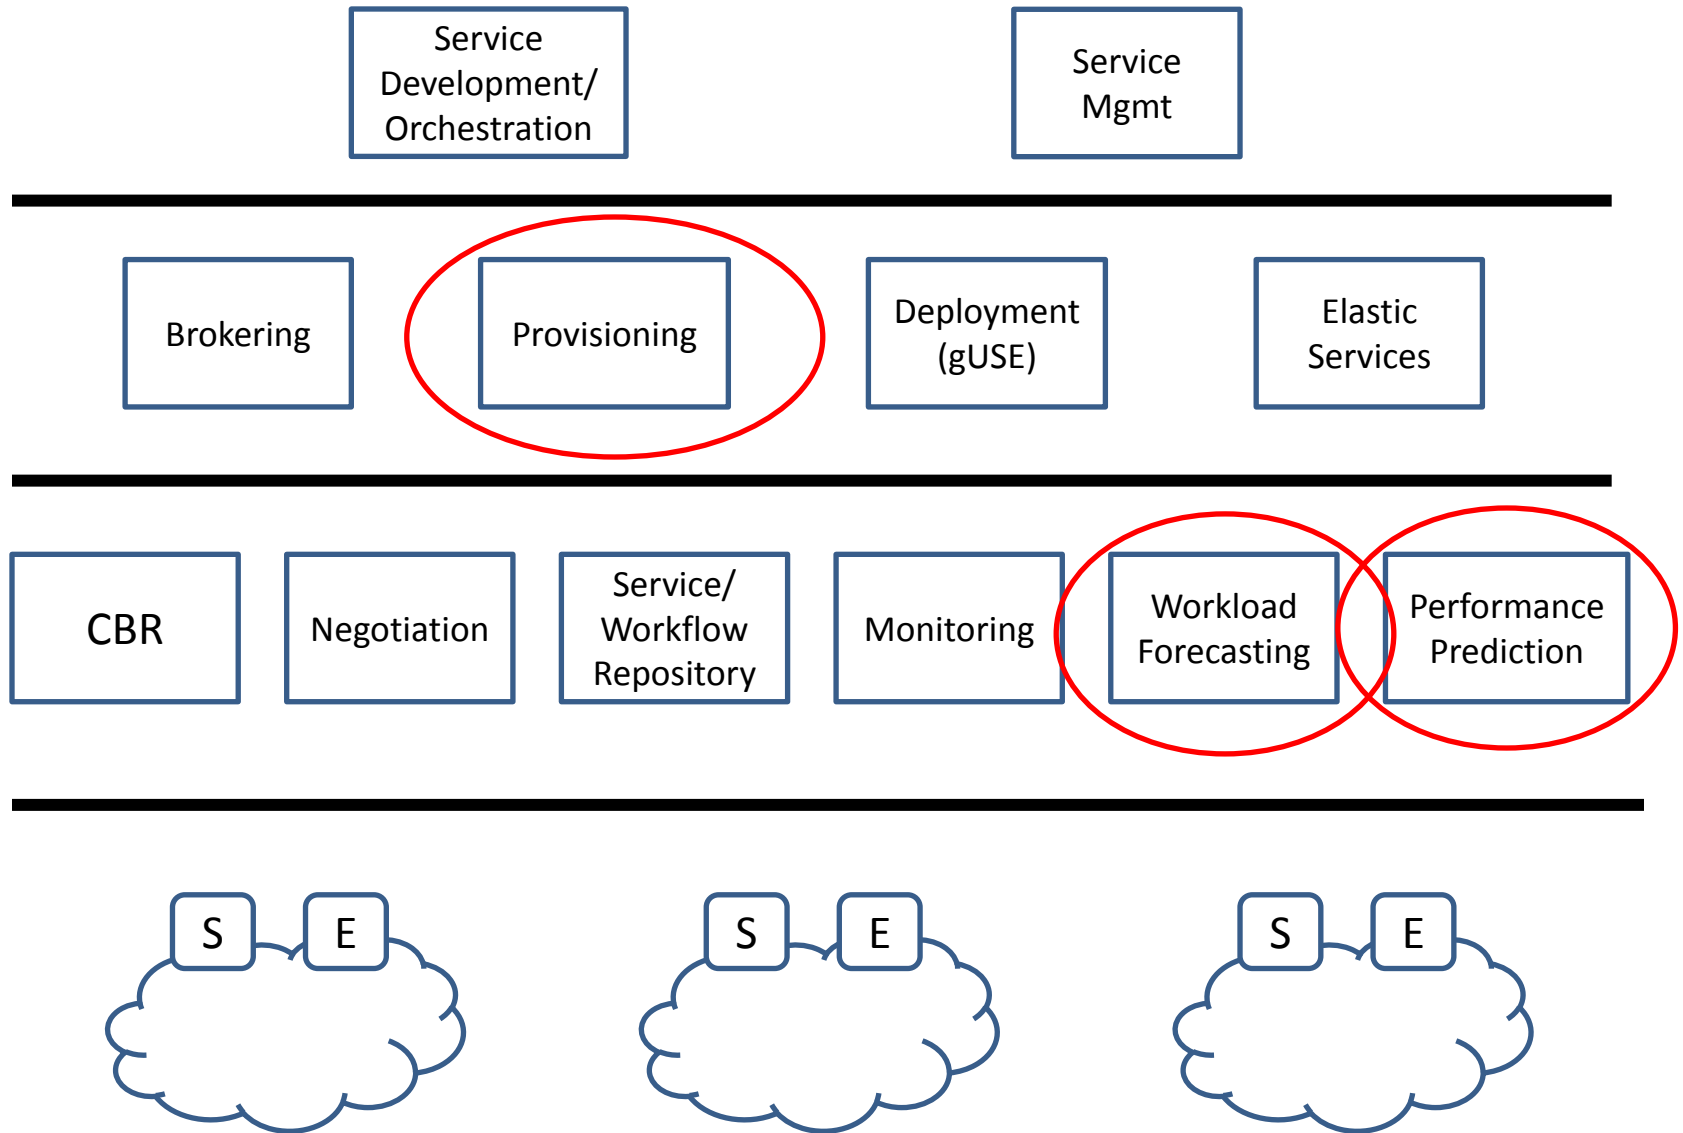 Service
Development/
Orchestration
Service
Mgmt
Brokering
Provisioning
Deployment
(gUSE)
Elastic
Services
CBR
Negotiation
Service/
Workflow
Repository
Monitoring
Workload
Forecasting
Performance
Prediction
S
E
S
E
S
E